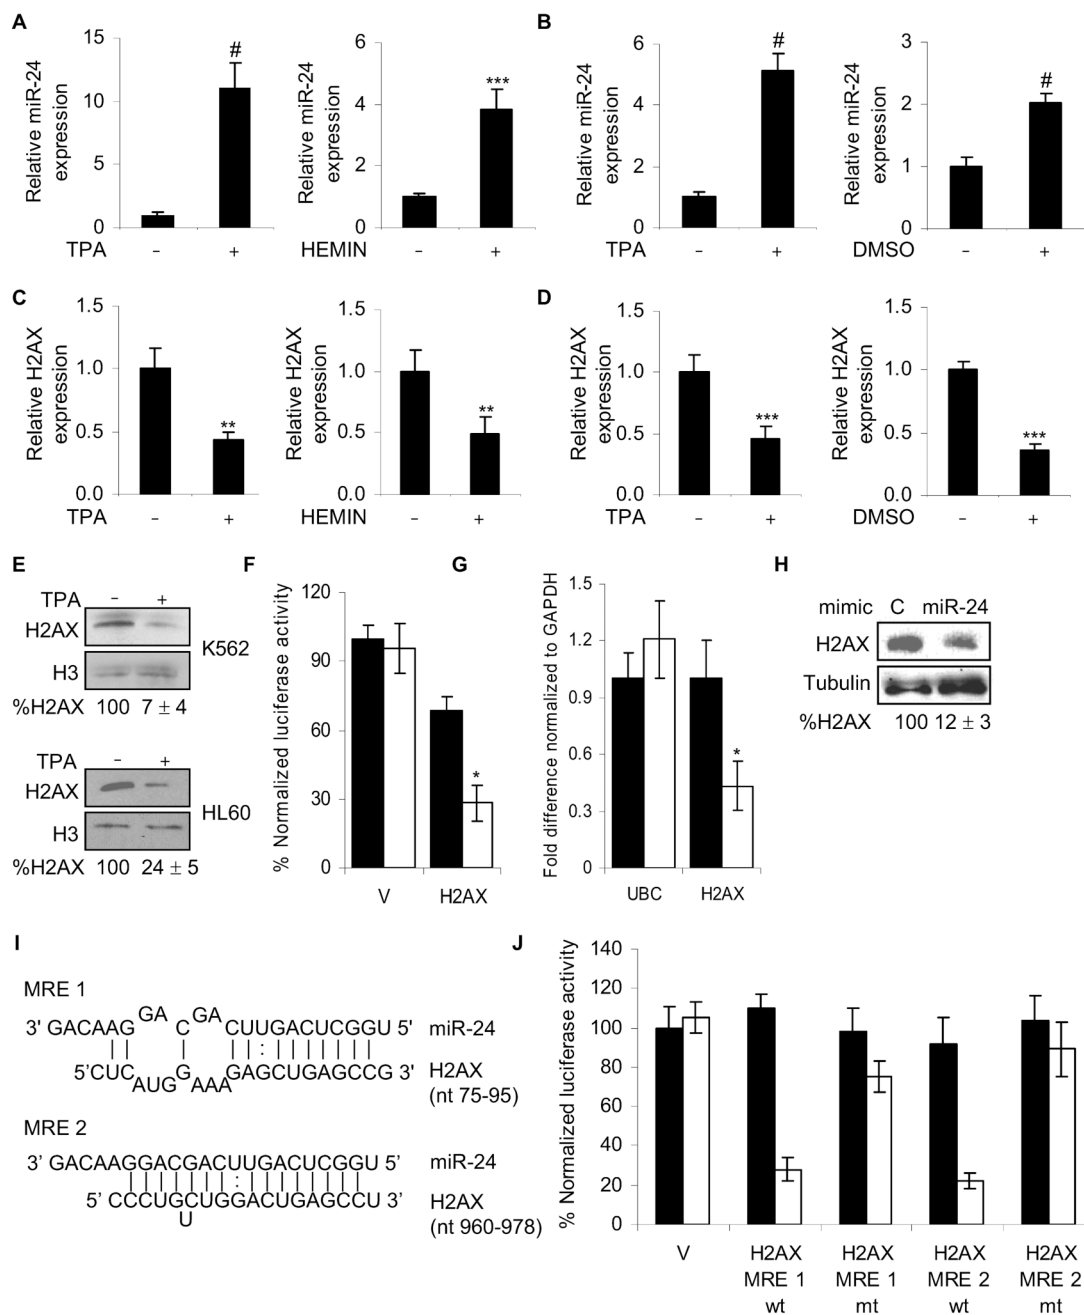 A
Relative miR-24
expression
15
10
5
0
#
TPA
–
+
Relative miR-24
expression
6
4
2
0
***
HEMIN
–
+
B
Relative miR-24
expression
6
4
2
0
#
TPA
–
+
Relative miR-24
expression
3
2
1
0
#
DMSO
–
+
C
Relative H2AX
expression
1.5
1.0
0.5
0.0
**
TPA
–
+
Relative H2AX
expression
1.5
1.0
0.5
0.0
**
HEMIN
–
+
D
Relative H2AX
expression
1.5
1.0
0.5
0.0
***
TPA
–
+
Relative H2AX
expression
1.5
1.0
0.5
0.0
***
DMSO
–
+
E
TPA – +
H2AX
K562
H3
%H2AX 100 7 ± 4
TPA – +
H2AX
HL60
H3
%H2AX 100 24 ± 5
F
% Normalized luciferase activity
120
90
60
30
0
*
V
H2AX
G
Fold difference normalized to GAPDH
1.5
1.2
0.9
0.6
0.3
0
*
UBC
H2AX
H
mimic C miR-24
H2AX
Tubulin
%H2AX 100 12 ± 3
I
MRE 1
3' GACAAG GA C GA CUUGACUCGGU 5' miR-24
5'CUC AUG G AAA GAGCUGAGCCG 3' H2AX
(nt 75-95)
MRE 2
3' GACAAGGACGACUUGACUCGGU 5' miR-24
5' CCCUGCUGGACUGAGCCU 3' H2AX
U
(nt 960-978)
J
% Normalized luciferase activity
140
120
100
80
60
40
20
0
V
H2AX
MRE 1
wt
H2AX
MRE 1
mt
H2AX
MRE 2
wt
H2AX
MRE 2
mt